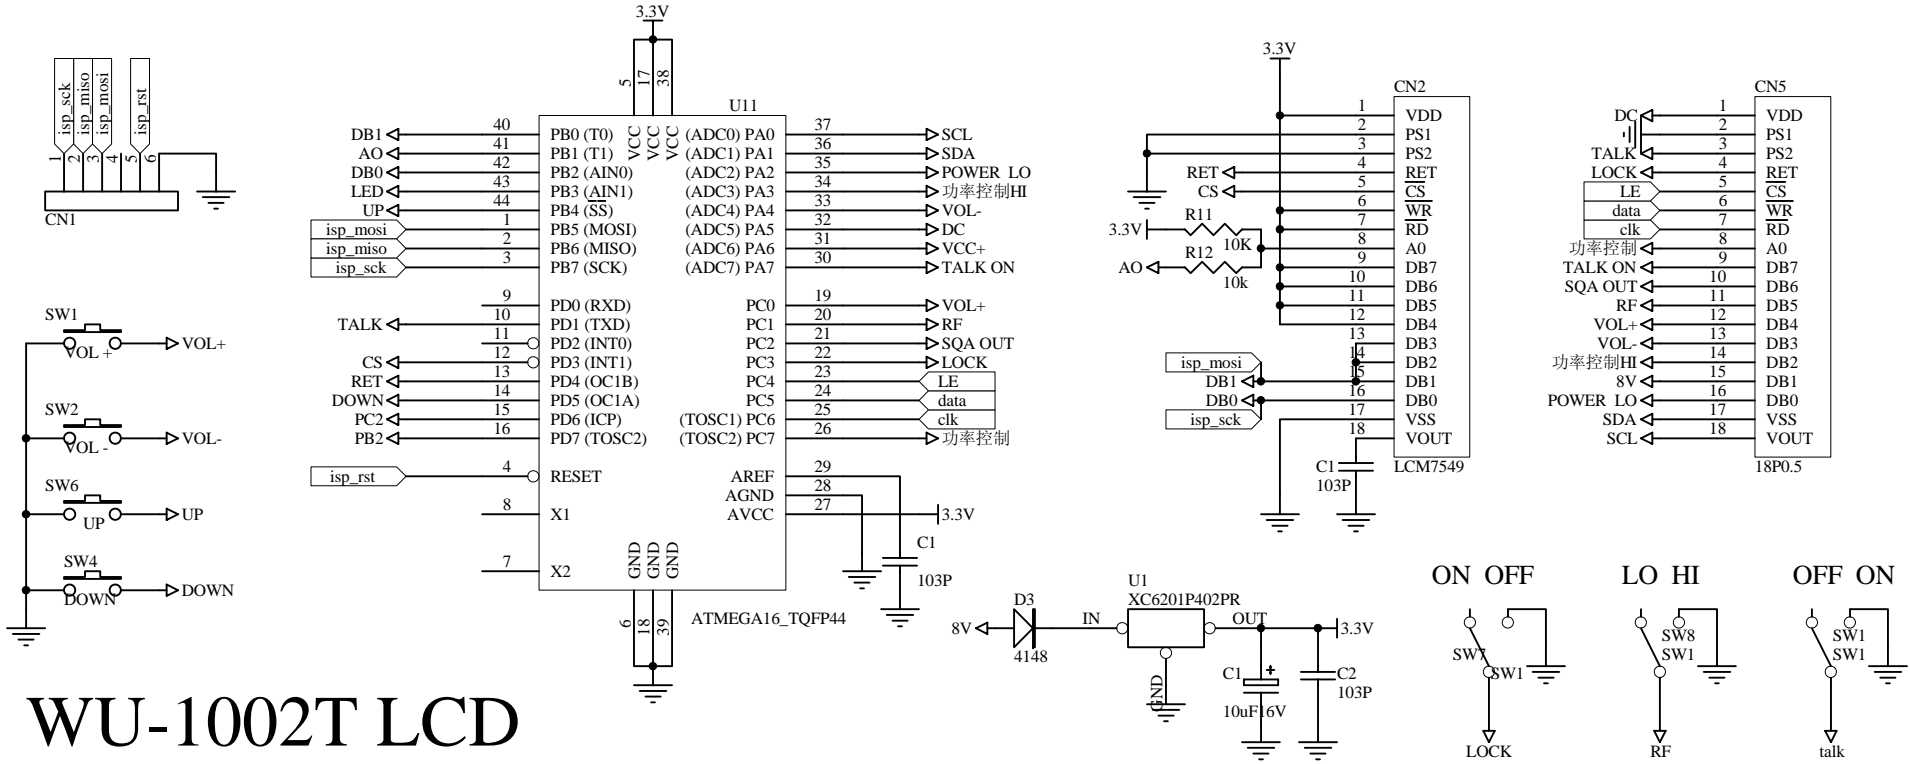 3.3V
5
17
38
U11
isp_sck
isp_miso
isp_mosi
isp_rst
1
2
3
4
5
6
CN1
SW1
VOL +
VOL+
SW2
VOL -
VOL-
SW6
UP
UP
SW4
DOWN
DOWN
DB1 40 PB0 (T0)
AO 41 PB1 (T1)
DB0 42 PB2 (AIN0)
LED 43 PB3 (AIN1)
UP 44 PB4 (SS)
isp_mosi 1 PB5 (MOSI)
isp_miso 2 PB6 (MISO)
isp_sck 3 PB7 (SCK)
9 PD0 (RXD)
TALK 10 PD1 (TXD)
11 PD2 (INT0)
CS 12 PD3 (INT1)
RET 13 PD4 (OC1B)
DOWN 14 PD5 (OC1A)
PC2 15 PD6 (ICP)
PB2 16 PD7 (TOSC2)
isp_rst 4 RESET
8 X1
7 X2
VCC
VCC
VCC
(ADC0) PA0 37 SCL
(ADC1) PA1 36 SDA
(ADC2) PA2 35 POWER LO
(ADC3) PA3 34 功率控制HI
(ADC4) PA4 33 VOL-
(ADC5) PA5 32 DC
(ADC6) PA6 31 VCC+
(ADC7) PA7 30 TALK ON
PC0 19 VOL+
PC1 20 RF
PC2 21 SQA OUT
PC3 22 LOCK
PC4 23 LE
PC5 24 data
(TOSC1) PC6 25 clk
(TOSC2) PC7 26 功率控制
AREF 29
AGND 28
AVCC 27 3.3V
GND
GND
GND
6
18
39
C1
103P
ATMEGA16_TQFP44
3.3V
CN2
1 VDD
2 PS1
3 PS2
RET 4 RET
CS 5 CS
6 WR
7 RD
8 A0
9 DB7
10 DB6
11 DB5
12 DB4
13 DB3
14 DB2
15 DB1
16 DB0
17 VSS
18 VOUT
3.3V
R11
10K
AO
R12
10k
isp_mosi
DB1
DB0
isp_sck
C1
103P
LCM7549
CN5
DC 1 VDD
2 PS1
TALK 3 PS2
LOCK 4 RET
LE 5 CS
data 6 WR
clk 7 RD
功率控制 8 A0
TALK ON 9 DB7
SQA OUT 10 DB6
RF 11 DB5
VOL+ 12 DB4
VOL- 13 DB3
功率控制HI 14 DB2
8V 15 DB1
POWER LO 16 DB0
SDA 17 VSS
SCL 18 VOUT
18P0.5
8V
D3
4148
IN
U1
XC6201P402PR
OUT
GND
3.3V
C1
+
10uF16V
C2
103P
ON OFF
SW7
SW1
LOCK
LO HI
SW8
SW1
RF
OFF ON
SW1
SW1
talk
WU-1002T LCD